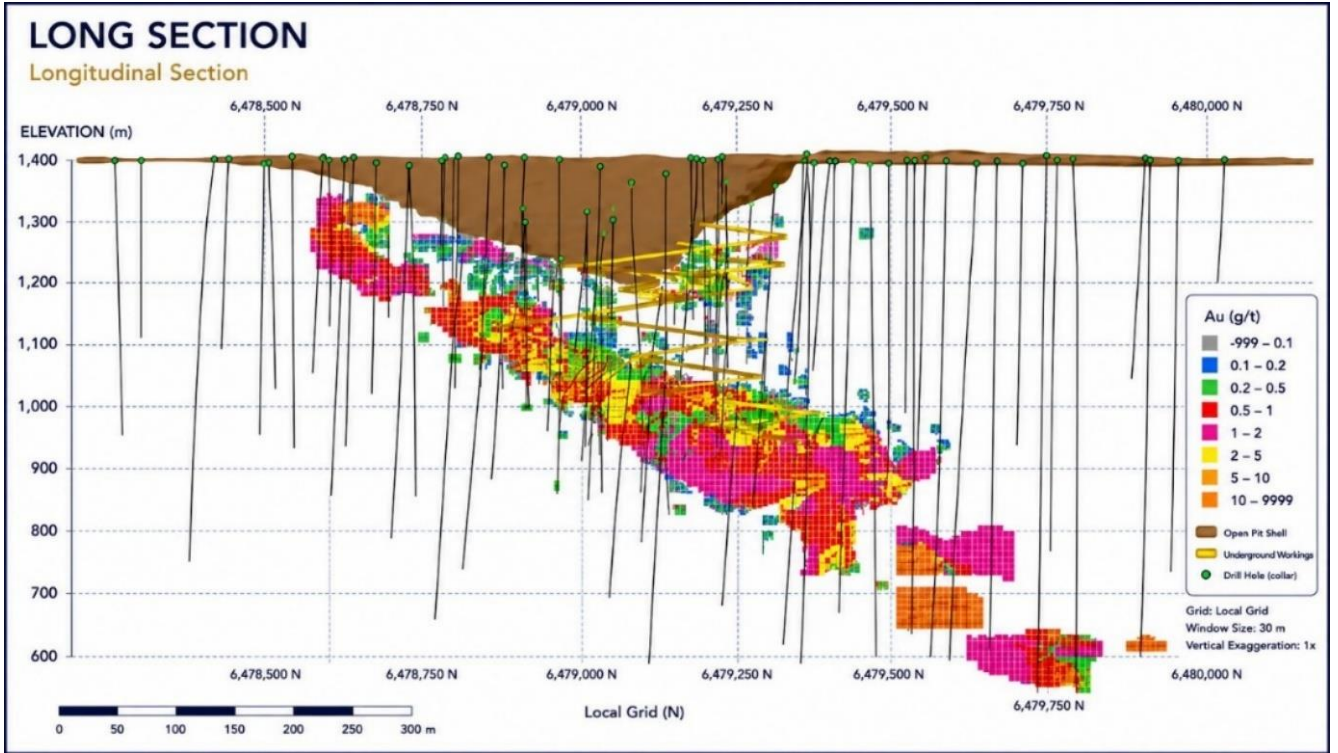 LONG SECTION
Longitudinal Section
6,478,500 N
6,478,750 N
6,479,000 N
6,479,250 N
6,479,500 N
6,479,750 N
6,480,000 N
ELEVATION (m)
1,400
1,300
1,200
1,100
1,000
900
800
700
600
Au (g/t)
-999 – 0.1
0.1 – 0.2
0.2 – 0.5
0.5 – 1
1 – 2
2 – 5
5 – 10
10 – 9999
Open Pit Shell
Underground Workings
Drill Hole (collar)
Grid: Local Grid
Window Size: 30 m
Vertical Exaggeration: 1x
6,478,500 N
6,478,750 N
6,479,000 N
6,479,250 N
6,479,500 N
6,480,000 N
6,479,750 N
Local Grid (N)
0
50
100
150
200
250
300 m